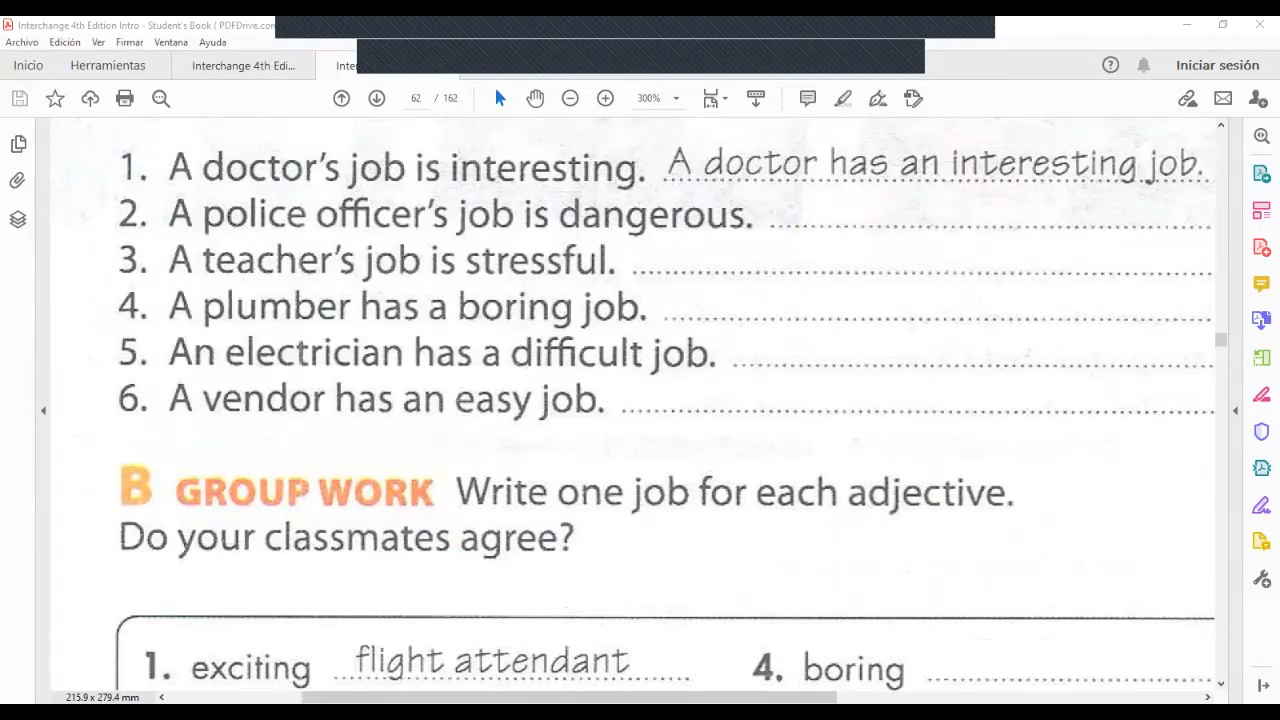 Interchange 4th Edition Intro - Student's Book ( PDFDrive.con
Archivo Edición Ver Firmar Ventana Ayuda
Inicio Herramientas Interchange 4th Edi... Inte
Iniciar sesión
62 / 162 300%
1. A doctor's job is interesting. A doctor has an interesting job.
2. A police officer's job is dangerous.
3. A teacher's job is stressful.
4. A plumber has a boring job.
5. An electrician has a difficult job.
6. A vendor has an easy job.
B GROUP WORK Write one job for each adjective.
Do your classmates agree?
1. exciting flight attendant 4. boring
215.9 x 279.4 mm